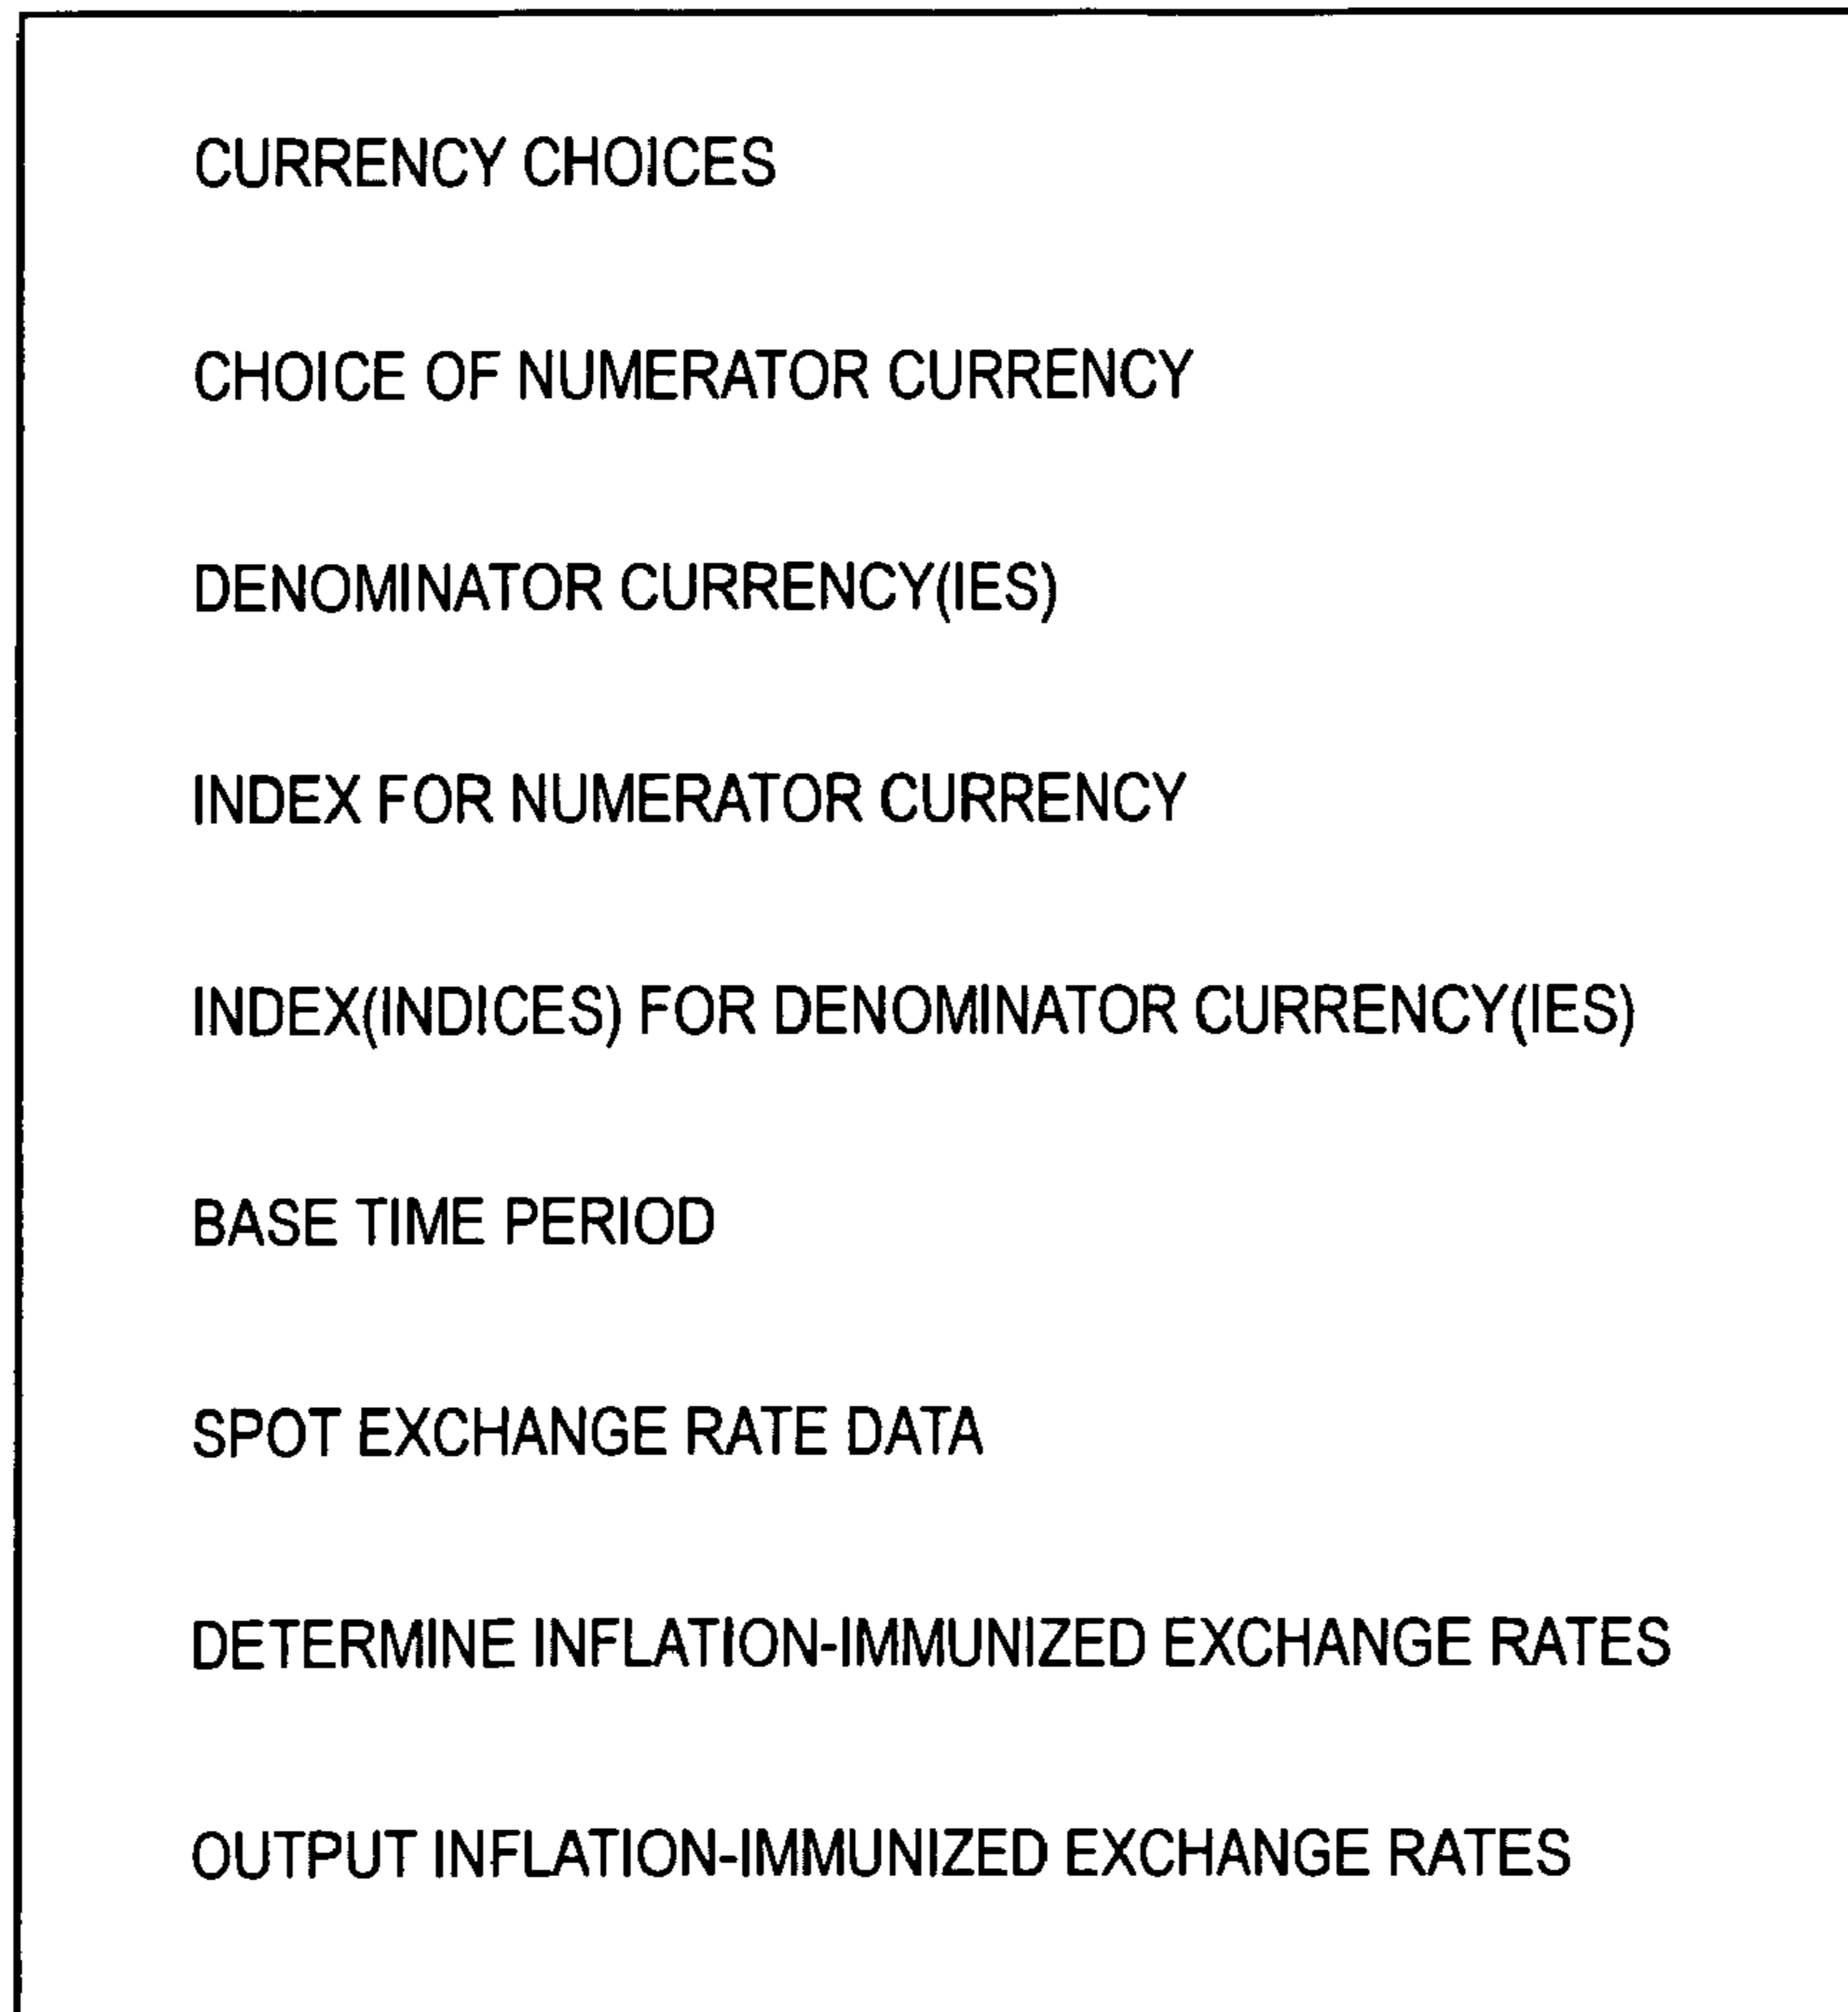 CURRENCY CHOICES
CHOICE OF NUMERATOR CURRENCY
DENOMINATOR CURRENCY(IES)
INDEX FOR NUMERATOR CURRENCY
INDEX(INDICES) FOR DENOMINATOR CURRENCY(IES)
BASE TIME PERIOD
SPOT EXCHANGE RATE DATA
DETERMINE INFLATION-IMMUNIZED EXCHANGE RATES
OUTPUT INFLATION-IMMUNIZED EXCHANGE RATES